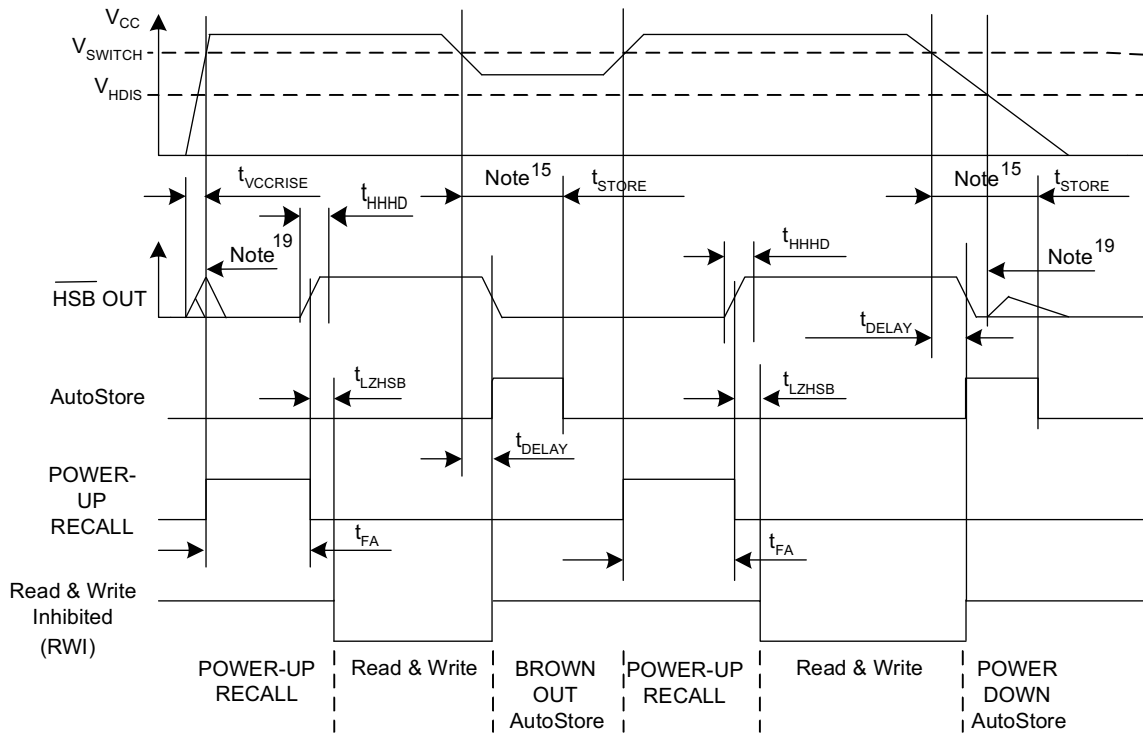 VCC
VSWITCH
VHDIS
tVCCRISE
Note15
tSTORE
Note15
tSTORE
tHHHD
Note19
tHHHD
Note19
HSB OUT
tDELAY
tLZHSB
tLZHSB
AutoStore
tDELAY
POWER-
UP
RECALL
tFA
tFA
Read & Write
Inhibited
(RWI)
POWER-UP
RECALL
Read & Write
BROWN
OUT
AutoStore
POWER-UP
RECALL
Read & Write
POWER
DOWN
AutoStore